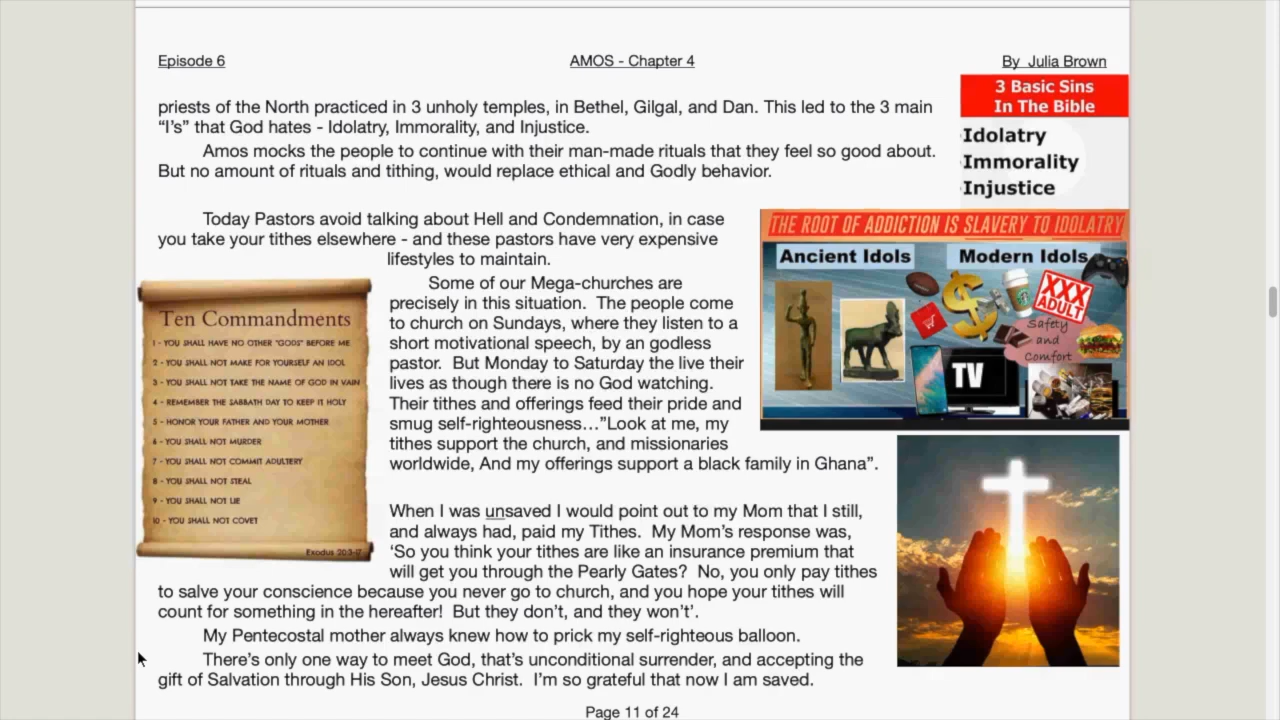 Episode 6
AMOS - Chapter 4
By Julia Brown
priests of the North practiced in 3 unholy temples, in Bethel, Gilgal, and Dan. This led to the 3 main
“I’s” that God hates - Idolatry, Immorality, and Injustice.
Amos mocks the people to continue with their man-made rituals that they feel so good about.
But no amount of rituals and tithing, would replace ethical and Godly behavior.
3 Basic Sins
In The Bible
Idolatry
Immorality
Injustice
Today Pastors avoid talking about Hell and Condemnation, in case
you take your tithes elsewhere - and these pastors have very expensive
lifestyles to maintain.
THE ROOT OF ADDICTION IS SLAVERY TO IDOLATRY
Ancient Idols
Modern Idols
XXX
ADULT
Safety
and
Comfort
TV
Ten Commandments
1 - YOU SHALL HAVE NO OTHER "GODS" BEFORE ME
2 - YOU SHALL NOT MAKE FOR YOURSELF AN IDOL
3 - YOU SHALL NOT TAKE THE NAME OF GOD IN VAIN
4 - REMEMBER THE SABBATH DAY TO KEEP IT HOLY
5 - HONOR YOUR FATHER AND YOUR MOTHER
6 - YOU SHALL NOT MURDER
7 - YOU SHALL NOT COMMIT ADULTERY
8 - YOU SHALL NOT STEAL
9 - YOU SHALL NOT LIE
10 - YOU SHALL NOT COVET
Exodus 20:3-17
Some of our Mega-churches are
precisely in this situation. The people come
to church on Sundays, where they listen to a
short motivational speech, by an godless
pastor. But Monday to Saturday the live their
lives as though there is no God watching.
Their tithes and offerings feed their pride and
smug self-righteousness…”Look at me, my
tithes support the church, and missionaries
worldwide, And my offerings support a black family in Ghana”.
When I was unsaved I would point out to my Mom that I still,
and always had, paid my Tithes. My Mom’s response was,
‘So you think your tithes are like an insurance premium that
will get you through the Pearly Gates? No, you only pay tithes
to salve your conscience because you never go to church, and you hope your tithes will
count for something in the hereafter! But they don’t, and they won’t’.
My Pentecostal mother always knew how to prick my self-righteous balloon.
There’s only one way to meet God, that’s unconditional surrender, and accepting the
gift of Salvation through His Son, Jesus Christ. I’m so grateful that now I am saved.
Page 11 of 24